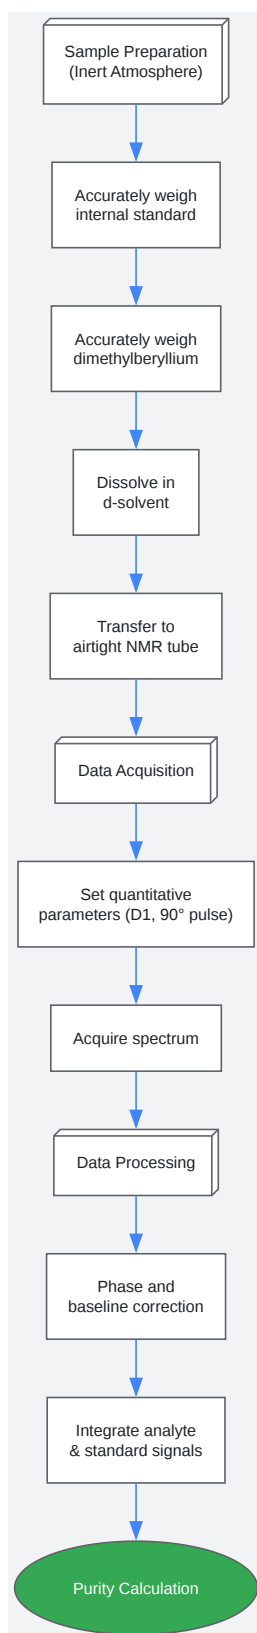 Sample Preparation
(Inert Atmosphere)
Accurately weigh
internal standard
Accurately weigh
dimethylberyllium
Dissolve in
d-solvent
Transfer to
airtight NMR tube
Data Acquisition
Set quantitative
parameters (D1, 90° pulse)
Acquire spectrum
Data Processing
Phase and
baseline correction
Integrate analyte
& standard signals
Purity Calculation